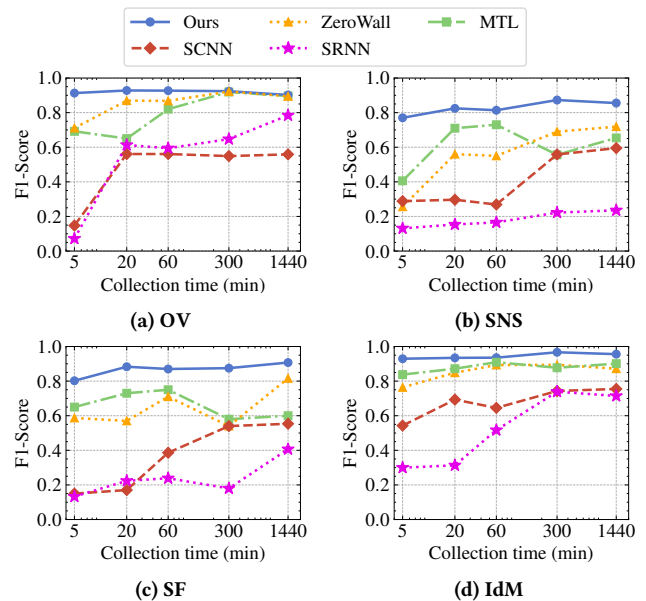 Ours ZeroWall MTL
SCNN SRNN
1.0 1.0
0.8 0.8
0.6 0.6
0.4 0.4
0.2 0.2
0.0 0.0
F1-Score F1-Score
5 20 60 300 1440 5 20 60 300 1440
Collection time (min) Collection time (min)
(a) OV (b) SNS
1.0 1.0
0.8 0.8
0.6 0.6
0.4 0.4
0.2 0.2
0.0 0.0
F1-Score F1-Score
5 20 60 300 1440 5 20 60 300 1440
Collection time (min) Collection time (min)
(c) SF (d) IdM